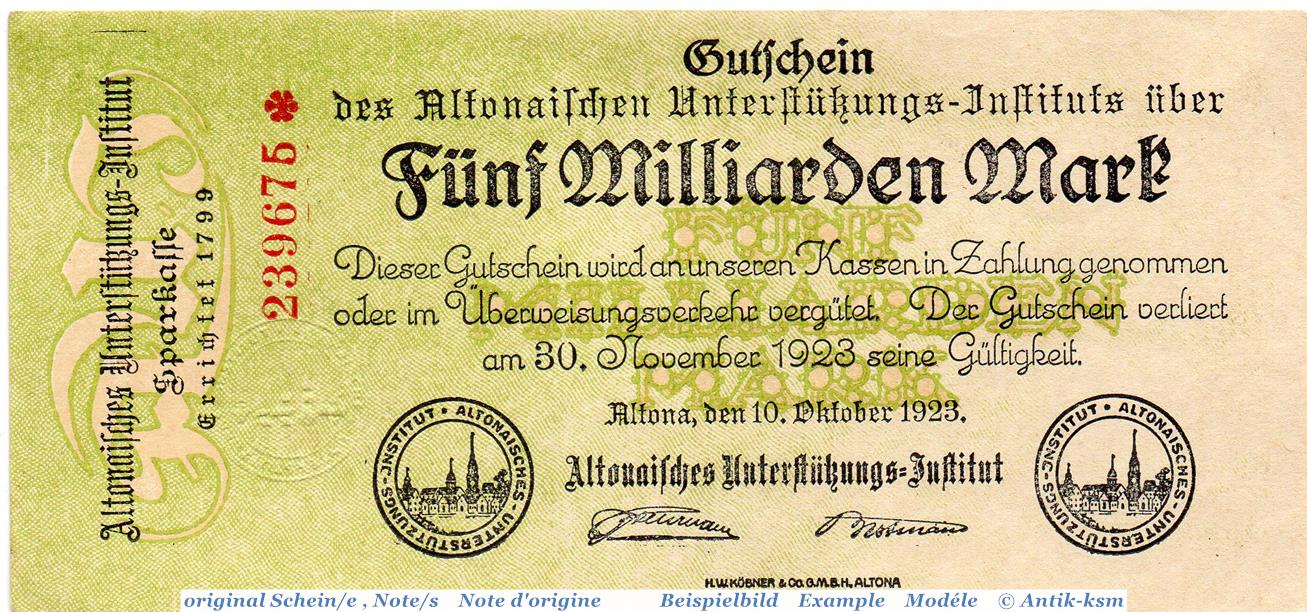 Altonaisches Unterstützungs-Institut
Sparkasse
Errichtet 1799
239675
Gutschein
des Altonaischen Unterstützungs-Instituts über
Fünf Milliarden Mark
FÜNF
MILLIARDEN
MARK
Dieser Gutschein wird an unseren Kassen in Zahlung genommen
oder im Überweisungsverkehr vergütet. Der Gutschein verliert
am 30. November 1923 seine Gültigkeit.
Altona, den 10. Oktober 1923.
Altonaisches Unterstützungs-Institut
ALTONAISCHES - UNTERSTÜTZUNGS - INSTITUT •
ALTONAISCHES - UNTERSTÜTZUNGS - INSTITUT •
H.W. KÖBNER & CO. G.M.B.H., ALTONA
original Schein/e , Note/s Note d'origine Beispielbild Example Modéle © Antik-ksm